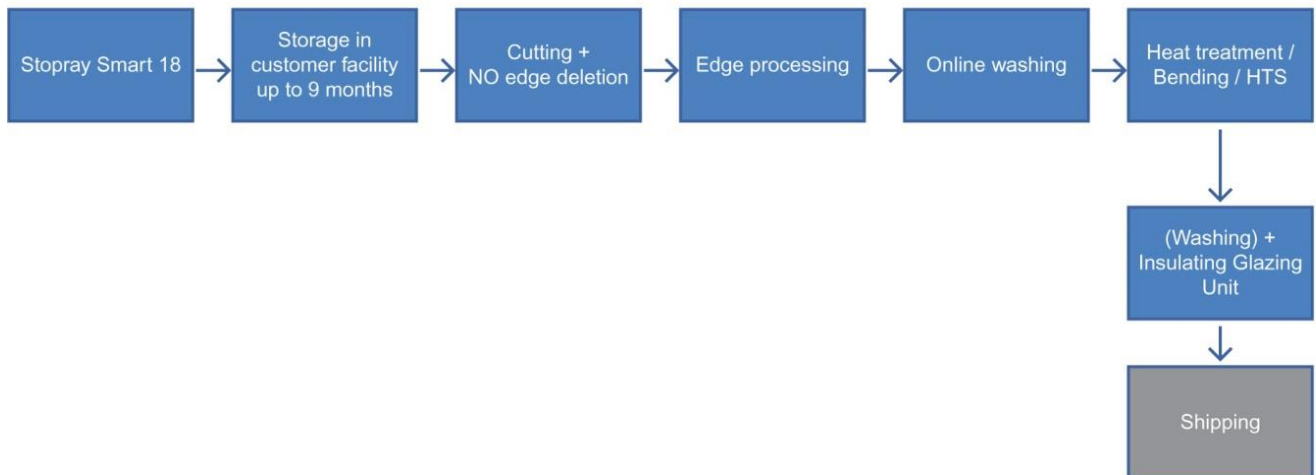 Stopray Smart 18
Storage in
customer facility
up to 9 months
Cutting +
NO edge deletion
Edge processing
Online washing
Heat treatment /
Bending / HTS
(Washing) +
Insulating Glazing
Unit
Shipping